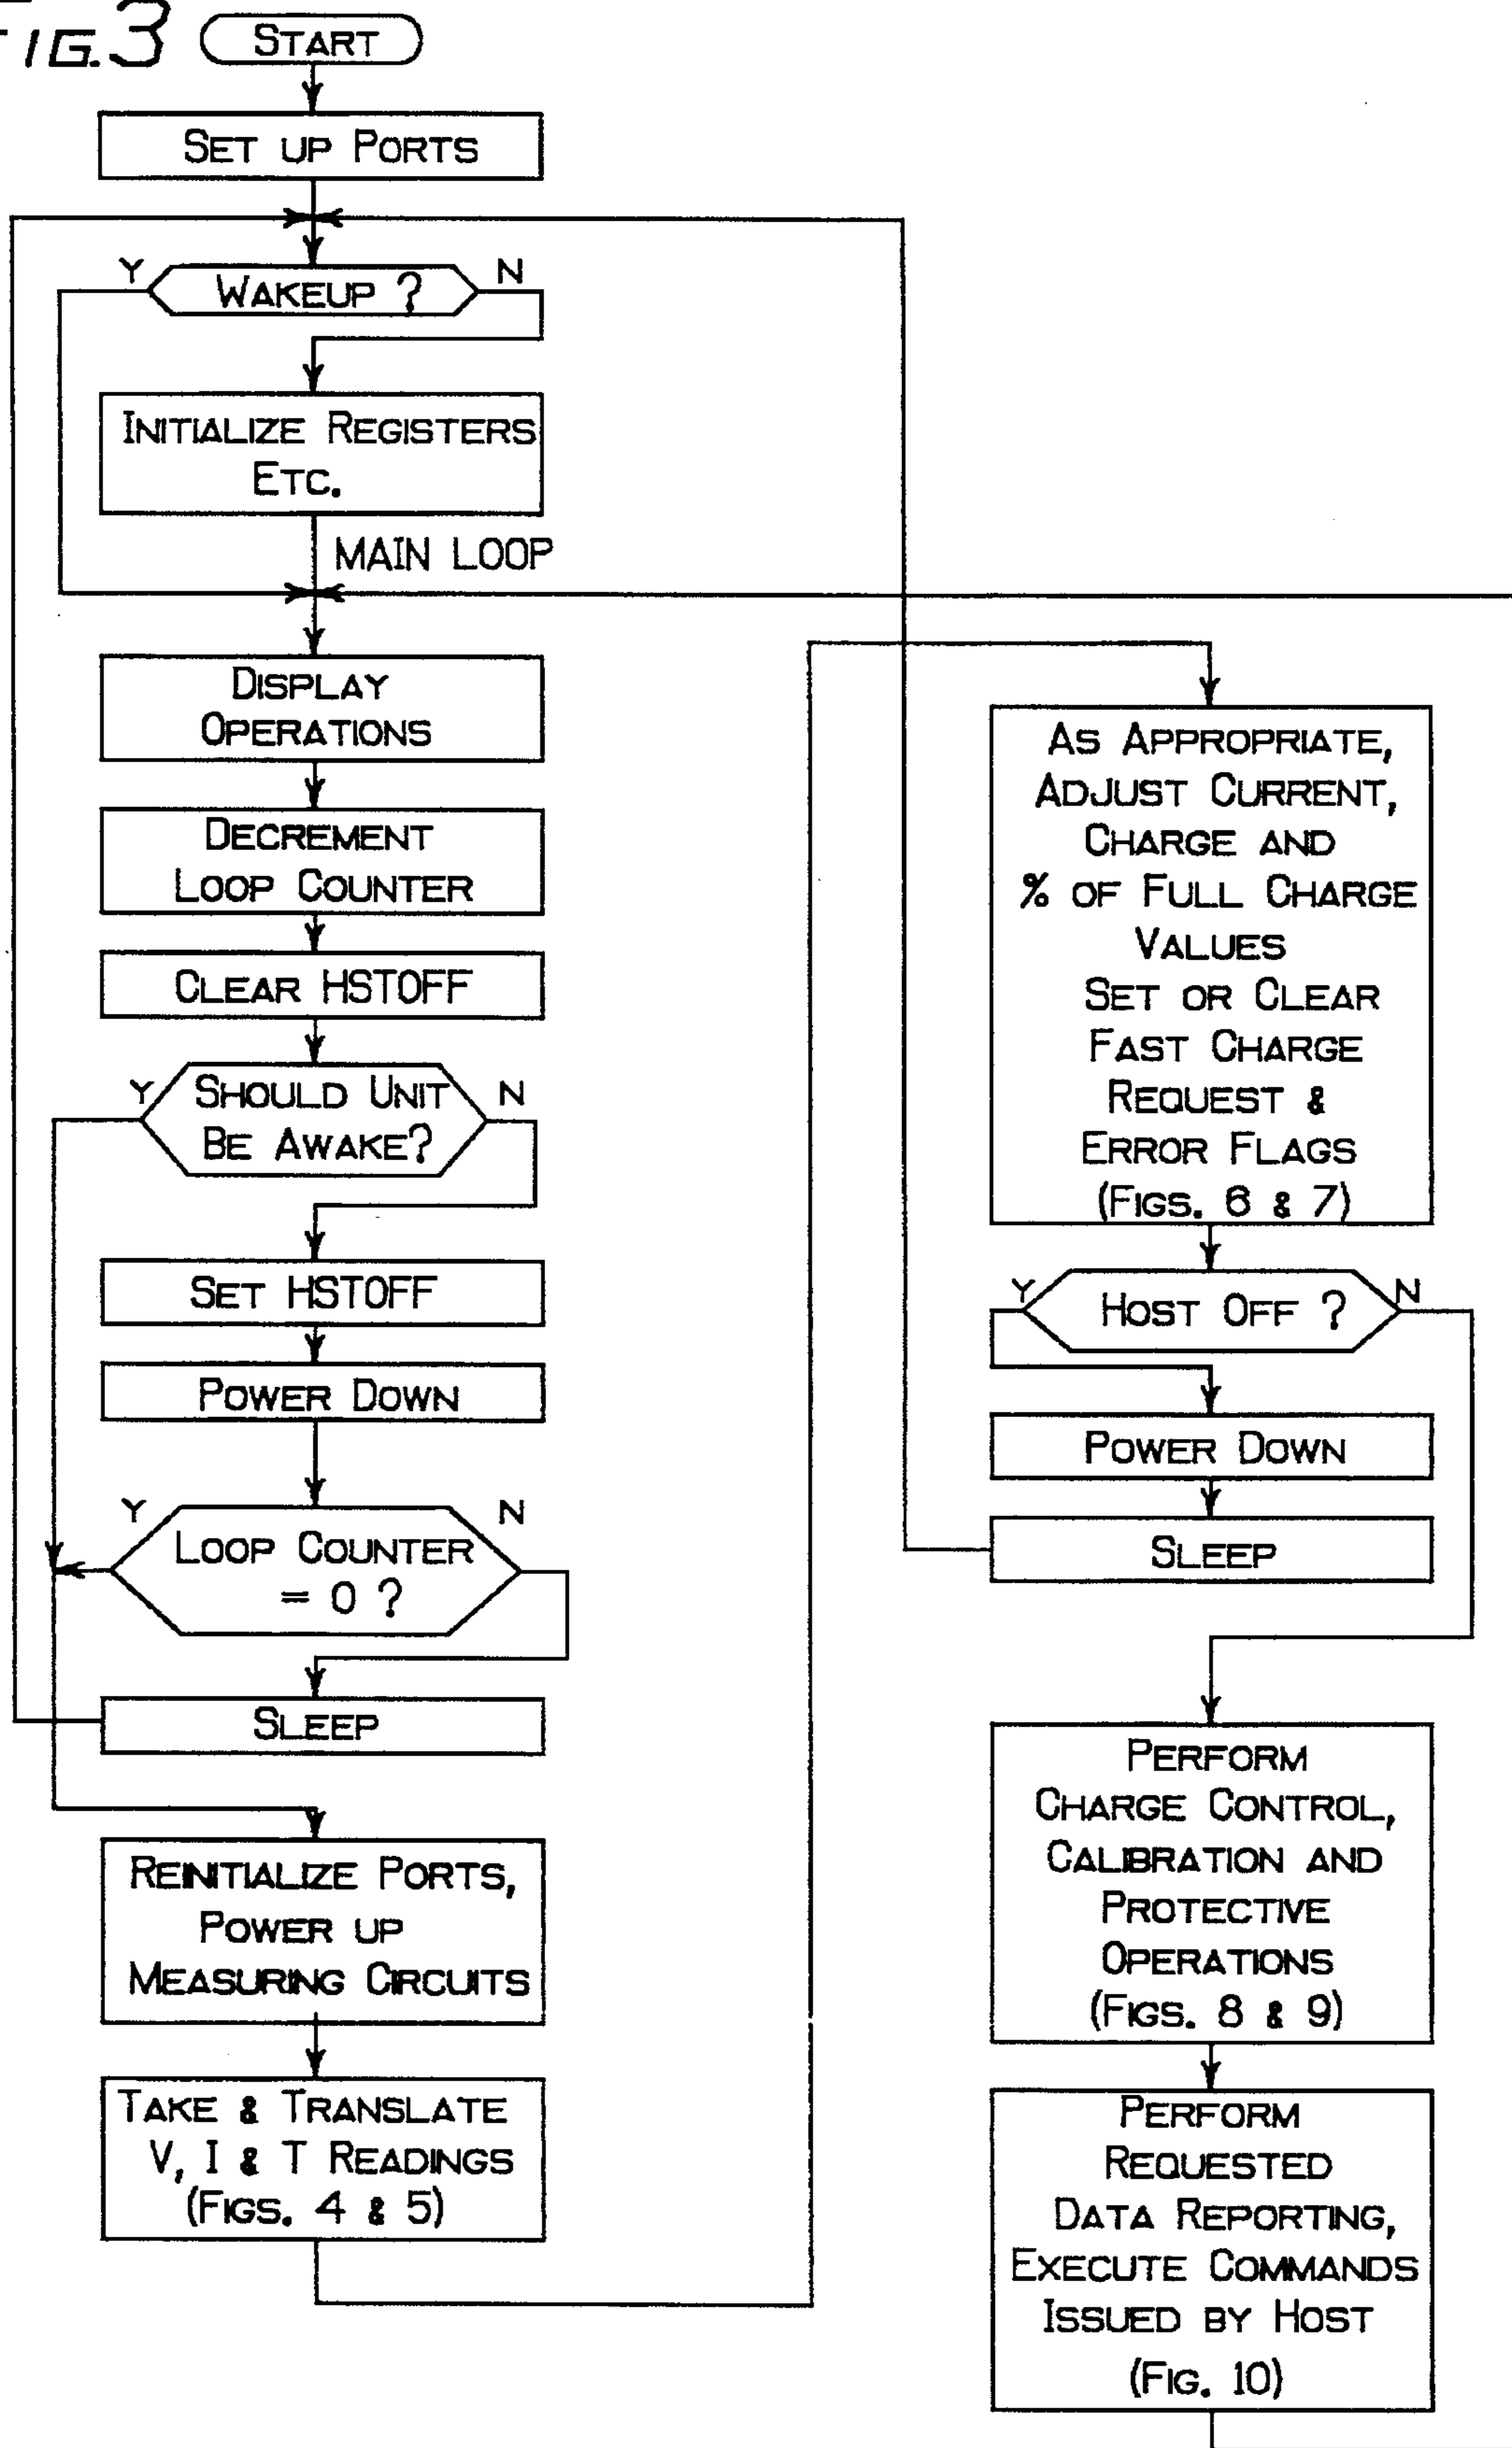 FIG. 3
START
SET UP PORTS
Y
WAKEUP ?
N
INITIALIZE REGISTERS
ETC.
MAIN LOOP
DISPLAY
OPERATIONS
DECREMENT
LOOP COUNTER
CLEAR HSTOFF
Y
SHOULD UNIT
BE AWAKE?
N
SET HSTOFF
POWER DOWN
Y
LOOP COUNTER
= 0 ?
N
SLEEP
REINITIALIZE PORTS,
POWER UP
MEASURING CIRCUITS
TAKE & TRANSLATE
V, I & T READINGS
(FIGS. 4 & 5)
AS APPROPRIATE,
ADJUST CURRENT,
CHARGE AND
% OF FULL CHARGE
VALUES
SET OR CLEAR
FAST CHARGE
REQUEST &
ERROR FLAGS
(FIGS. 6 & 7)
Y
HOST OFF ?
N
POWER DOWN
SLEEP
PERFORM
CHARGE CONTROL,
CALIBRATION AND
PROTECTIVE
OPERATIONS
(FIGS. 8 & 9)
PERFORM
REQUESTED
DATA REPORTING,
EXECUTE COMMANDS
ISSUED BY HOST
(FIG. 10)